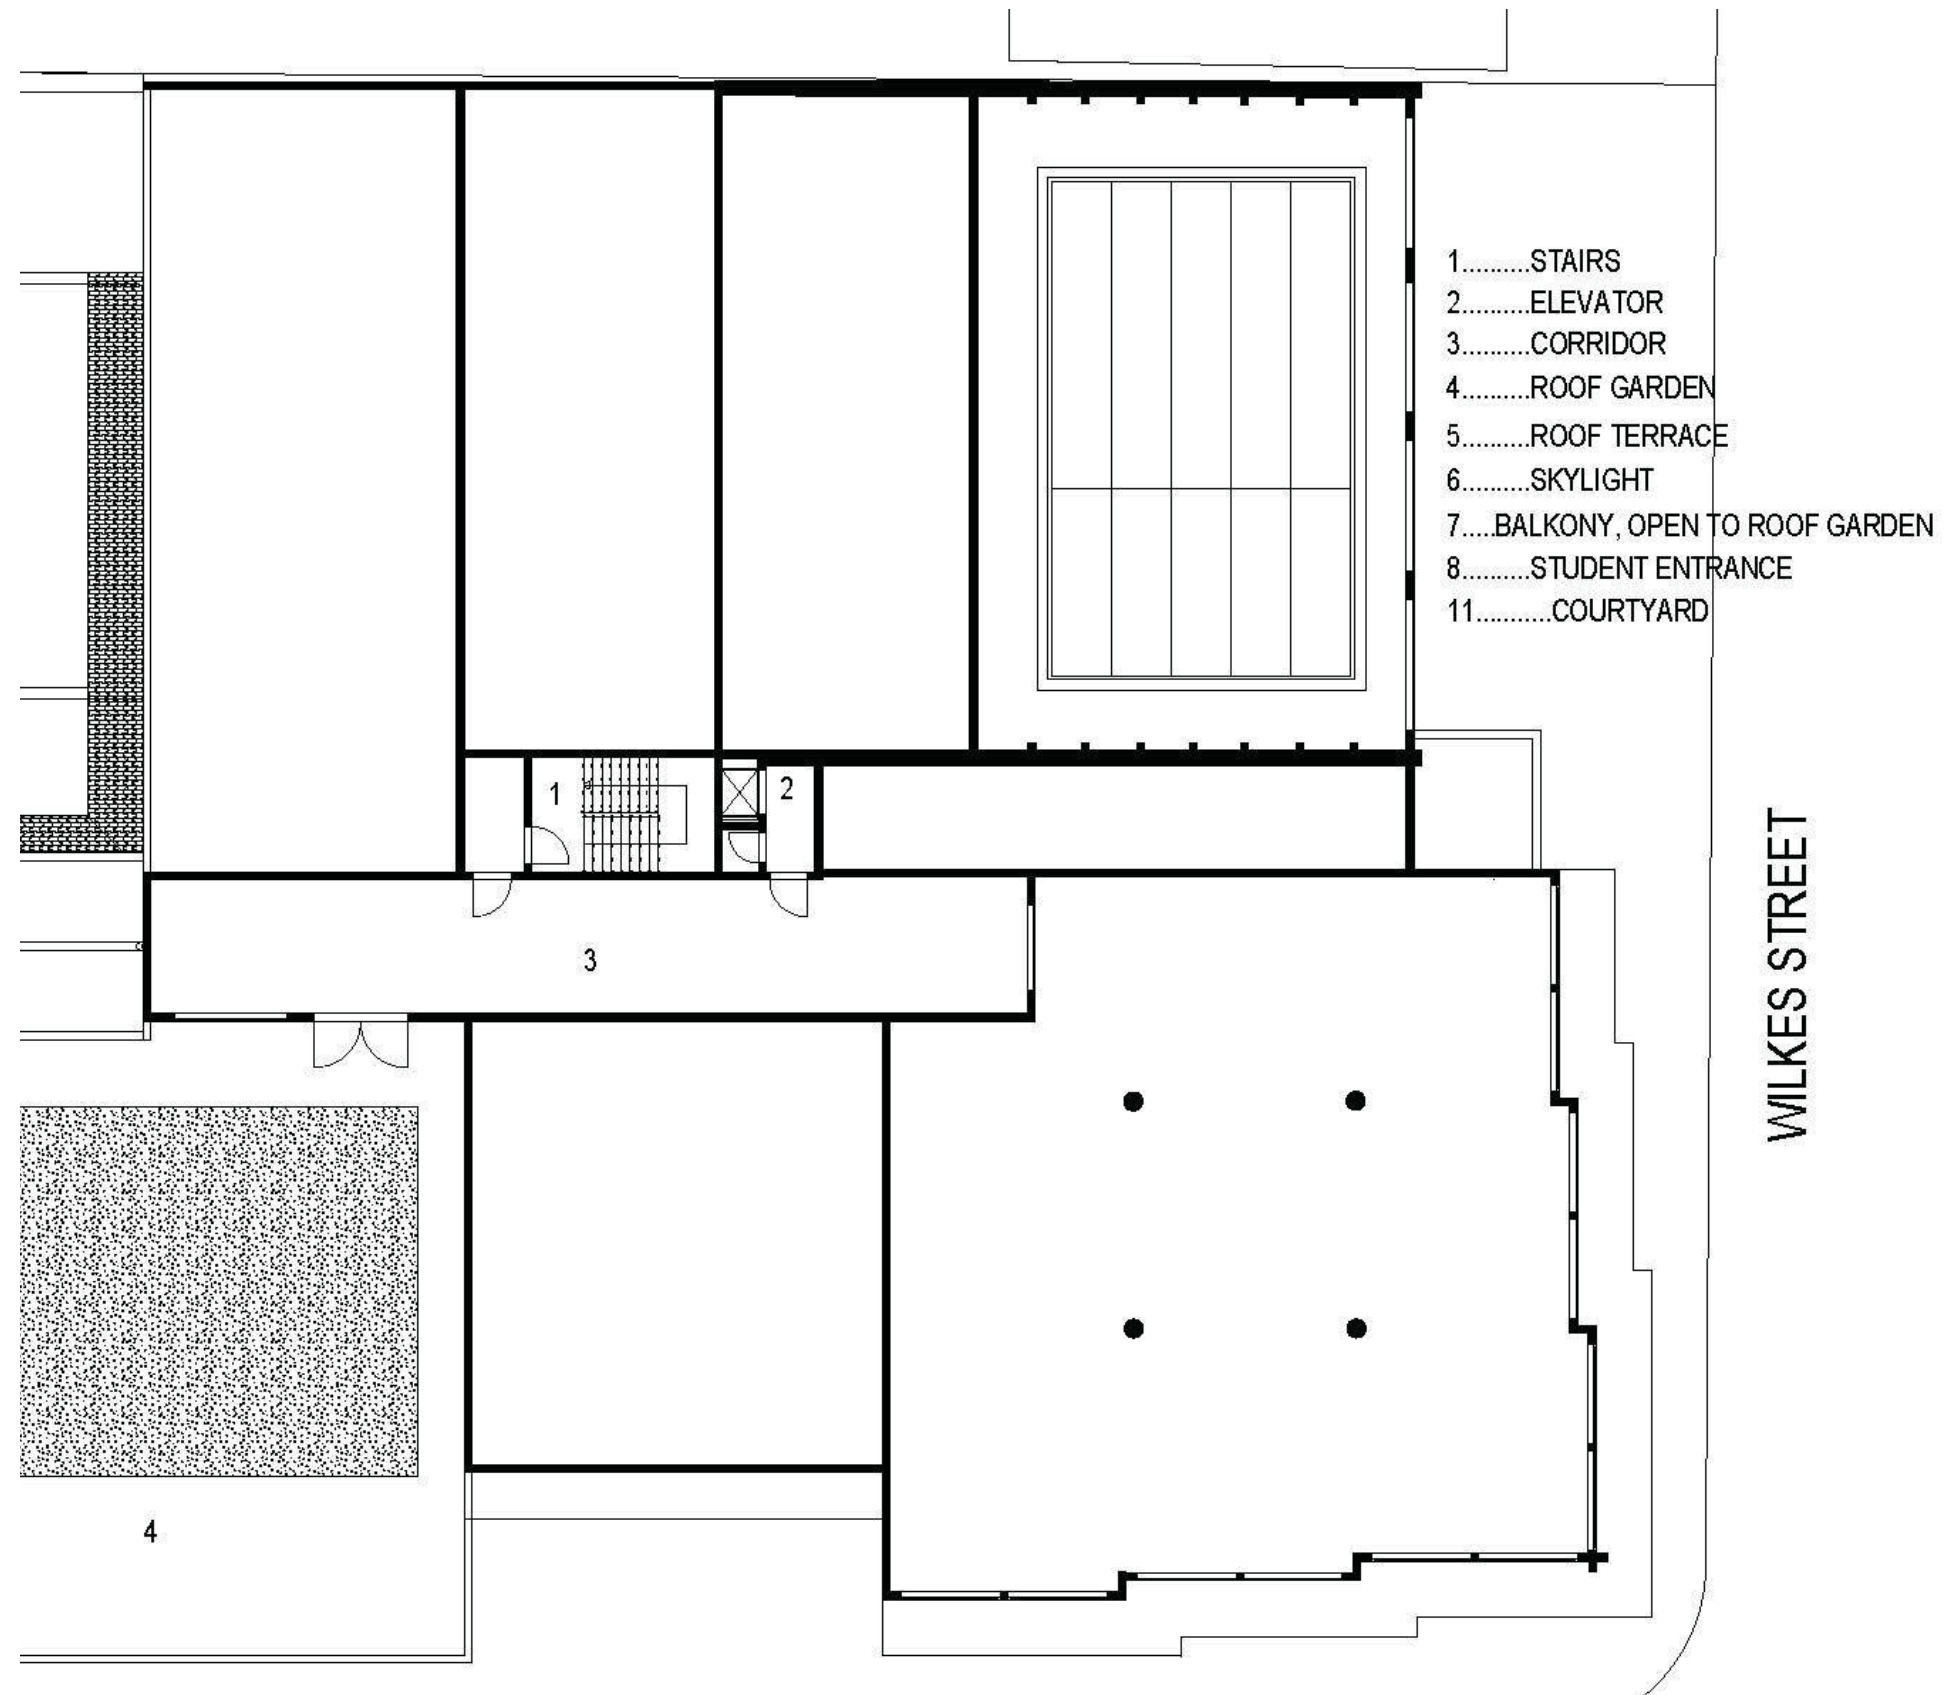 1..........STAIRS
2..........ELEVATOR
3..........CORRIDOR
4..........ROOF GARDEN
5..........ROOF TERRACE
6..........SKYLIGHT
7....BALKONY, OPEN TO ROOF GARDEN
8..........STUDENT ENTRANCE
11...........COURTYARD
1
2
WILKES STREET
3
4